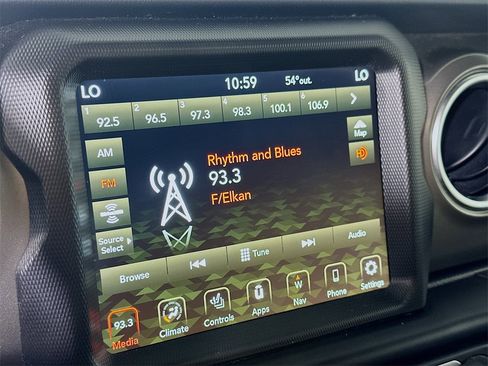 LO 10:59 54°out. LO
1 92.5 2 96.5 3 97.3 4 98.3 5 100.1 6 106.9
AM
Map
Rhythm and Blues
FM
93.3
HD
F/Elkan
Source
Select
Browse Tune Audio
93.3 W
Media Climate Controls Apps Nav Phone Settings